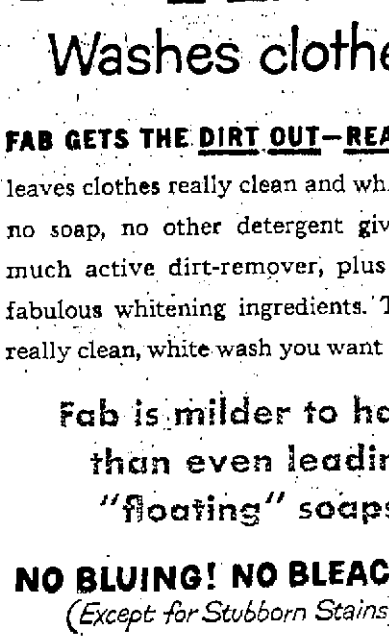 Washes clothe
FAB GETS THE DIRT OUT—REA
leaves clothes really clean and wh
no soap, no other detergent giv
much active dirt-remover, plus
fabulous whitening ingredients. T
really clean, white wash you want
Fab is milder to ha
than even leadin
"floating" soaps
NO BLUING! NO BLEAC
(Except for Stubborn Stains